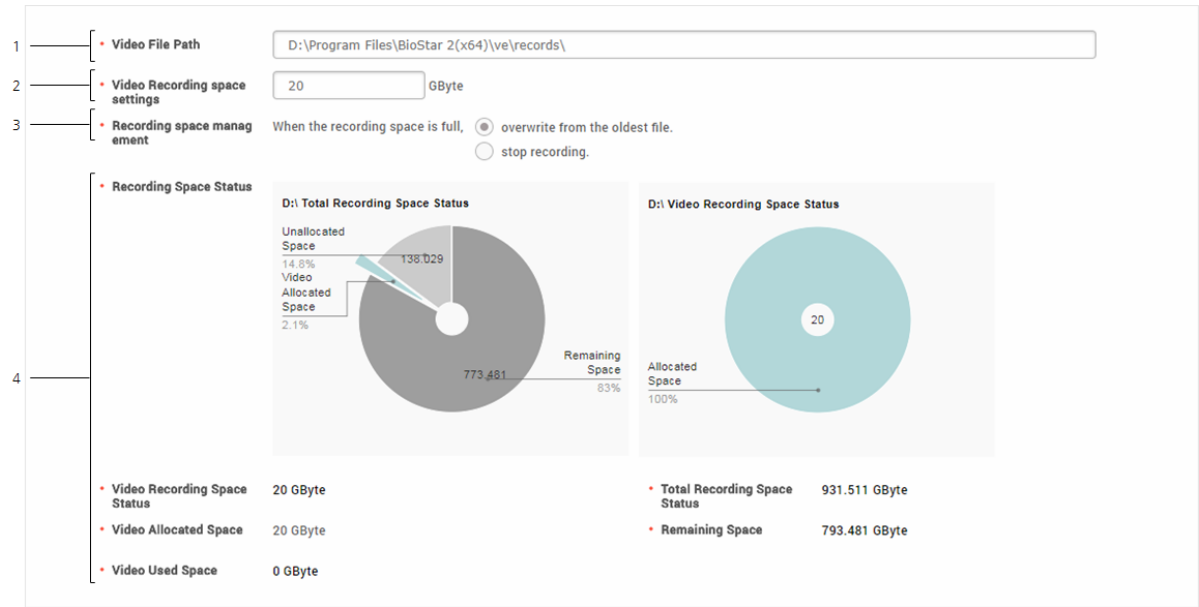 1
• Video File Path
D:\Program Files\BioStar 2(x64)\ve\records\
2
• Video Recording space
settings
20
GByte
3
• Recording space manag
ement
When the recording space is full,
overwrite from the oldest file.
stop recording.
4
• Recording Space Status
D:\ Total Recording Space Status
Unallocated
Space
14.8%
138.029
Video
Allocated
Space
2.1%
773.481
Remaining
Space
83%
D:\ Video Recording Space Status
20
Allocated
Space
100%
• Video Recording Space
Status
20 GByte
• Total Recording Space
Status
931.511 GByte
• Video Allocated Space
20 GByte
• Remaining Space
793.481 GByte
• Video Used Space
0 GByte